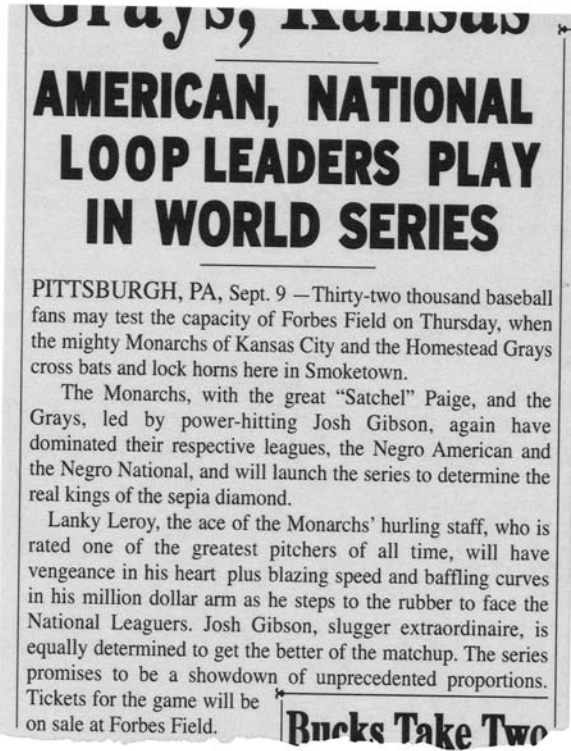 Grays, Kansas
AMERICAN, NATIONAL
LOOP LEADERS PLAY
IN WORLD SERIES
PITTSBURGH, PA, Sept. 9 —Thirty-two thousand baseball
fans may test the capacity of Forbes Field on Thursday, when
the mighty Monarchs of Kansas City and the Homestead Grays
cross bats and lock horns here in Smoketown.
The Monarchs, with the great “Satchel” Paige, and the
Grays, led by power-hitting Josh Gibson, again have
dominated their respective leagues, the Negro American and
the Negro National, and will launch the series to determine the
real kings of the sepia diamond.
Lanky Leroy, the ace of the Monarchs’ hurling staff, who is
rated one of the greatest pitchers of all time, will have
vengeance in his heart plus blazing speed and baffling curves
in his million dollar arm as he steps to the rubber to face the
National Leaguers. Josh Gibson, slugger extraordinaire, is
equally determined to get the better of the matchup. The series
promises to be a showdown of unprecedented proportions.
Tickets for the game will be
on sale at Forbes Field.
Bucks Take Two